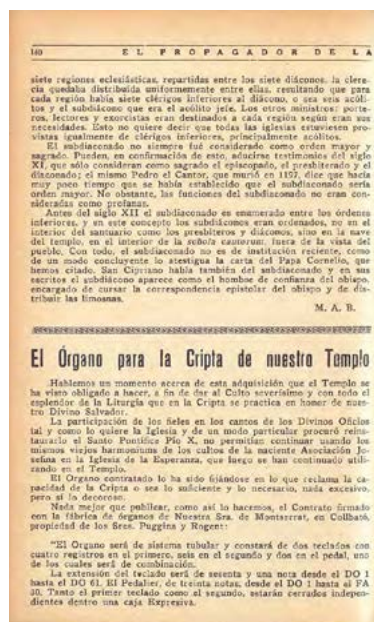 180 EL PROPAGADOR DE LA
siete regiones eclesiásticas, repartidas entre los siete diáconos, la clere-
cía quedaba distribuída uniformemente entre ellas, resultando que para
cada región había siete clérigos inferiores al diácono, o sea seis acóli-
tos y el subdiácono que era el acólito jefe. Los otros ministros: porte-
ros, lectores y exorcistas eran destinados a cada región según eran sus
necesidades. Esto no quiere decir que todas las iglesias estuviesen pro-
vistas igualmente de clérigos inferiores, principalmente acólitos.
El subdiaconado no siempre fué considerado como orden mayor y
sagrado. Pueden, en confirmación de esto, aducirse testimonios del siglo
XI, que sólo consideran como sagrado el episcopado, el presbiterado y el
diaconado; el mismo Pedro el Cantor, que murió en 1197, dice que hacía
muy poco tiempo que se había establecido que el subdiaconado sería
orden mayor. No obstante, las funciones del subdiaconado no eran con-
sideradas como profanas.
Antes del siglo XII el subdiaconado es enumerado entre los órdenes
inferiores, y en este concepto los subdiáconos eran ordenados, no en el
interior del santuario como los presbíteros y diáconos, sino en la nave
del templo, en el interior de la schola cantorum, fuera de la vista del
pueblo. Con todo, el subdiaconado no es de institución reciente, como
de un modo concluyente lo atestigua la carta del Papa Cornelio, que
hemos citado. San Cipriano habla también del subdiaconado y en sus
escritos el subdiácono aparece como el hombre de confianza del obispo,
encargado de cursar la correspondencia epistolar del obispo y de dis-
tribuir las limosnas.
M. A. B.
El Órgano para la Cripta de nuestro Templo
Hablemos un momento acerca de esta adquisición que el Templo se
ha visto obligado a hacer, a fin de dar al Culto severísimo y con todo el
esplendor de la Liturgia que en la Cripta se practica en honor de nues-
tro Divino Salvador.
La participación de los fieles en los cantos de los Divinos Oficios
tal y como lo quiere la Iglesia y de un modo particular procuró reins-
taurarlo el Santo Pontífice Pío X, no permitían continuar usando los
mismos viejos harmoniums de los cultos de la naciente Asociación Jo-
sefina en la Iglesia de la Esperanza, que luego se han continuado utili-
zando en el Templo.
El Órgano contratado lo ha sido fijándose en lo que reclama la ca-
pacidad de la Cripta o sea lo suficiente y lo necesario, nada excesivo,
pero sí lo decoroso.
Nada mejor que publicar, como así lo hacemos, el Contrato firmado
con la fábrica de órganos de Nuestra Sra. de Montserrat, en Collbató,
propiedad de los Sres. Puggina y Rogent:
"El Organo será de sistema tubular y constará de dos teclados con
cuatro registros en el primero, seis en el segundo y dos en el pedal, uno
de los cuales será de combinación.
La extensión del teclado será de sesenta y una nota desde el DO 1
hasta el DO 61. El Pedalier, de treinta notas, desde el DO 1 hasta el FA
30. Tanto el primer teclado como el segundo, estarán cerrados indepen-
dientes dentro una caja Expresiva.